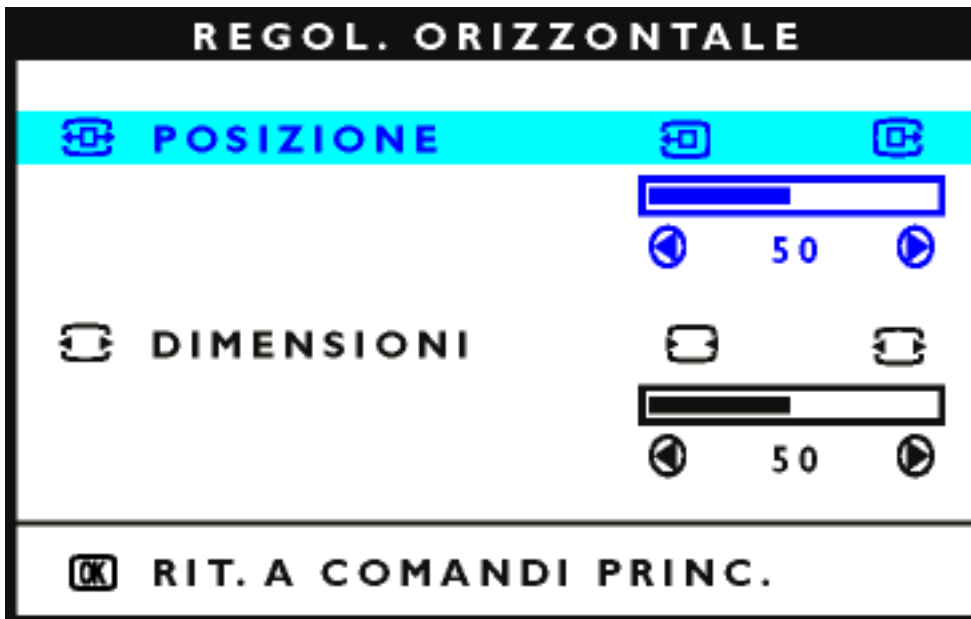 REGOL. ORIZZONTALE
POSIZIONE
50
DIMENSIONI
50
OK RIT. A COMANDI PRINC.